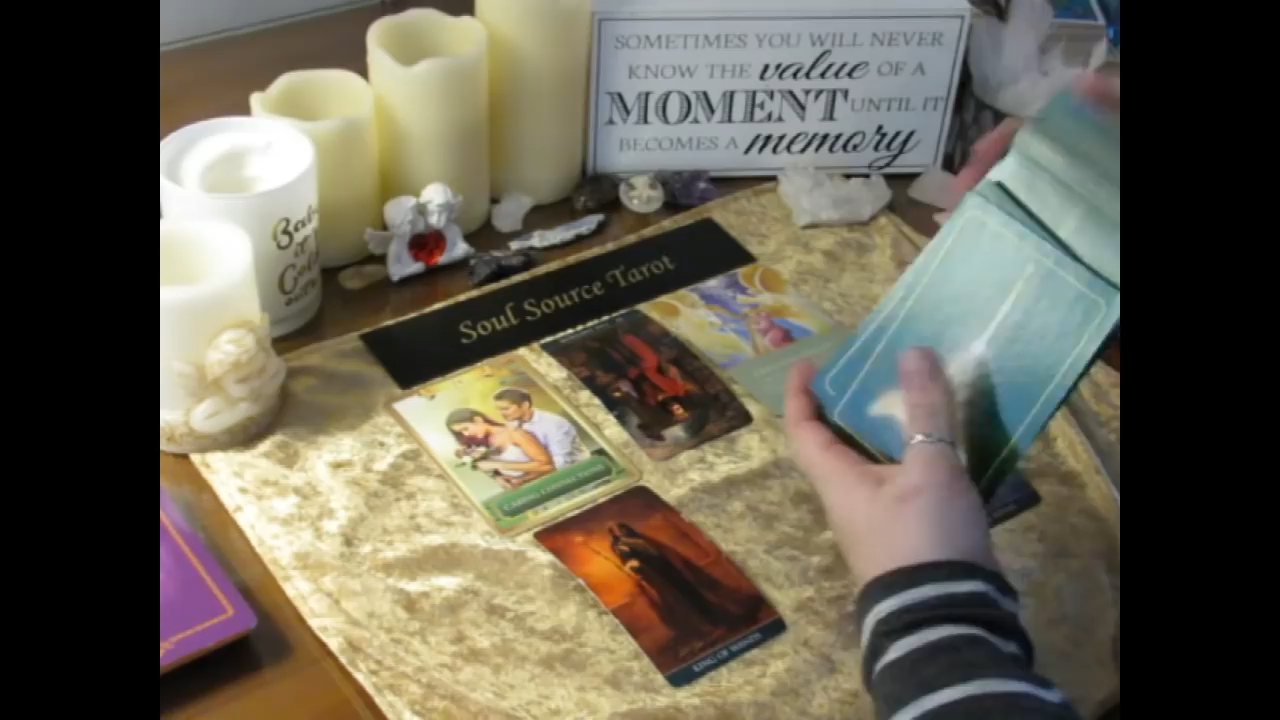 SOMETIMES YOU WILL NEVER
KNOW THE value OF A
MOMENT UNTIL IT
BECOMES A memory
Soul Source Tarot
KING OF WANDS